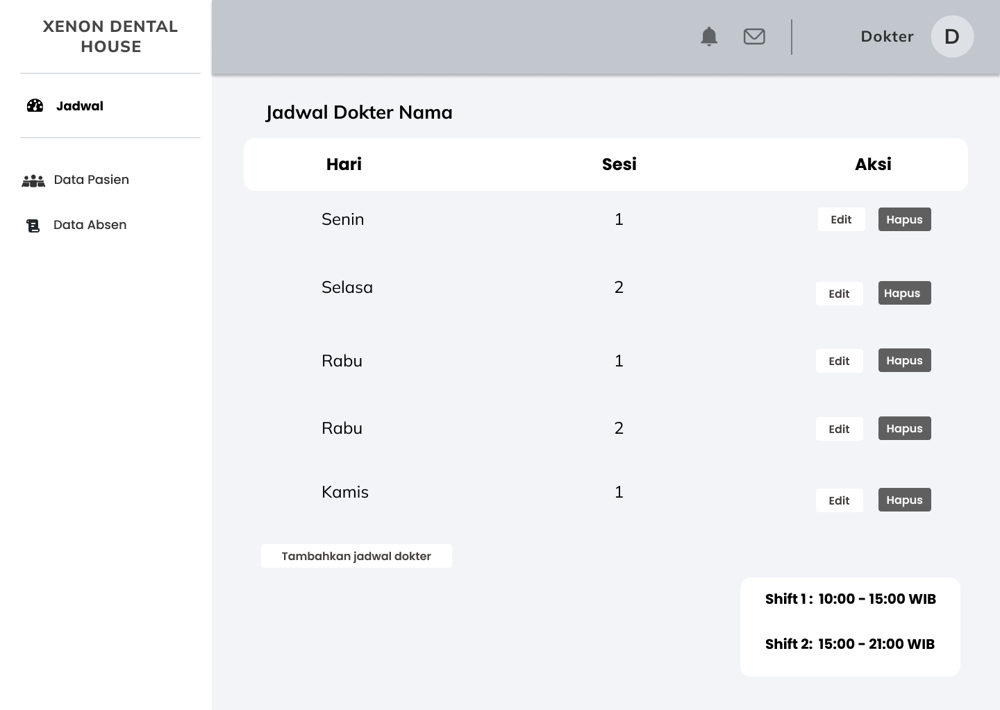 XENON DENTAL
HOUSE
Dokter D
Jadwal
Data Pasien
Data Absen
Jadwal Dokter Nama
Hari Sesi Aksi
Senin 1 Edit Hapus
Selasa 2 Edit Hapus
Rabu 1 Edit Hapus
Rabu 2 Edit Hapus
Kamis 1 Edit Hapus
Tambahkan jadwal dokter
Shift 1 : 10:00 - 15:00 WIB
Shift 2: 15:00 - 21:00 WIB